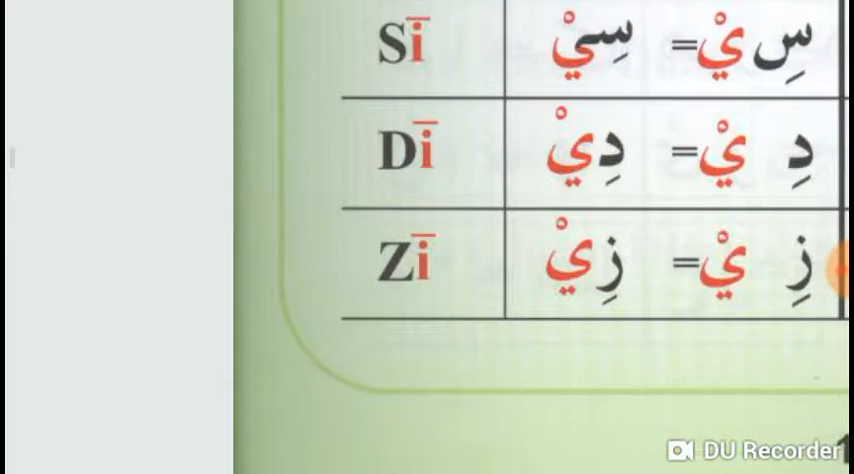 Sī سِيْ =يْ سِ
Dī دِيْ =يْ دِ
Zī زِيْ =يْ زِ
DU Recorder